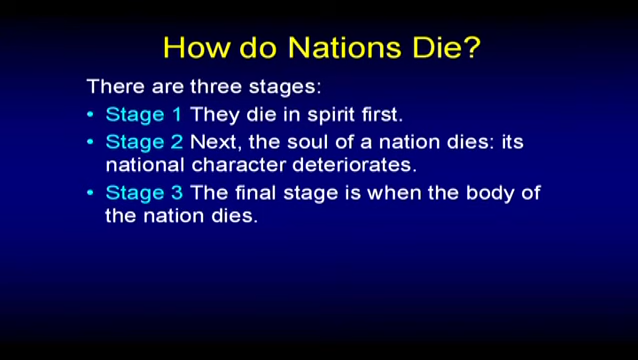 How do Nations Die?
There are three stages:
• Stage 1 They die in spirit first.
• Stage 2 Next, the soul of a nation dies: its
national character deteriorates.
• Stage 3 The final stage is when the body of
the nation dies.